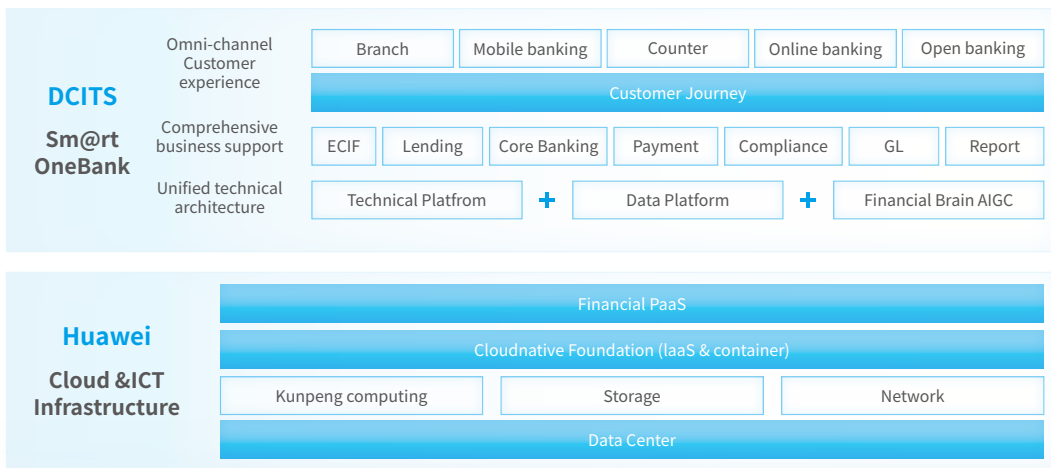 Omni-channel
Customer
experience
Branch
Mobile banking
Counter
Online banking
Open banking
Customer Journey
DCITS
Sm@rt
OneBank
Comprehensive
business support
ECIF
Lending
Core Banking
Payment
Compliance
GL
Report
Unified technical
architecture
Technical Platfrom
+
Data Platform
+
Financial Brain AIGC
Huawei
Cloud &ICT
Infrastructure
Financial PaaS
Cloudnative Foundation (laaS & container)
Kunpeng computing
Storage
Network
Data Center